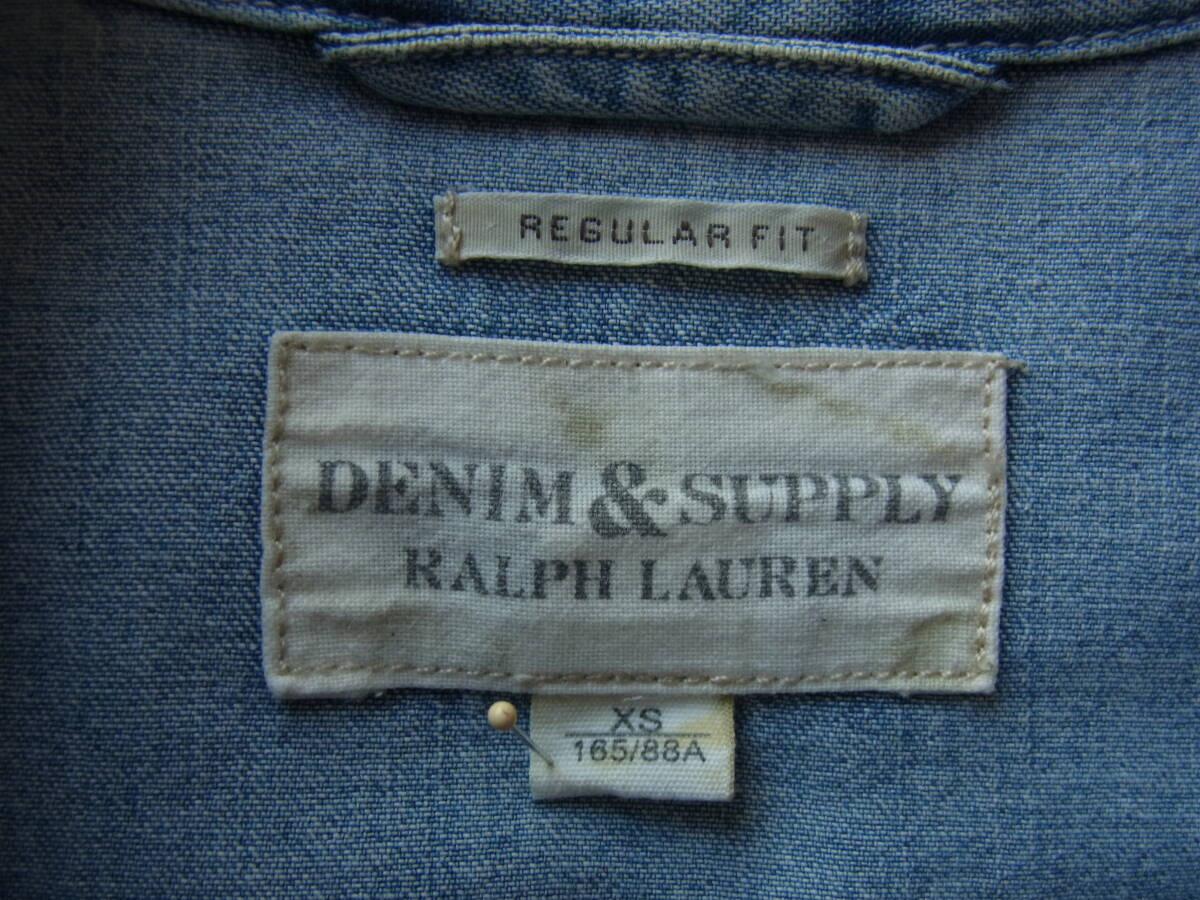 REGULAR FIT
DENIM & SUPPLY
RALPH LAUREN
XS
165/88A